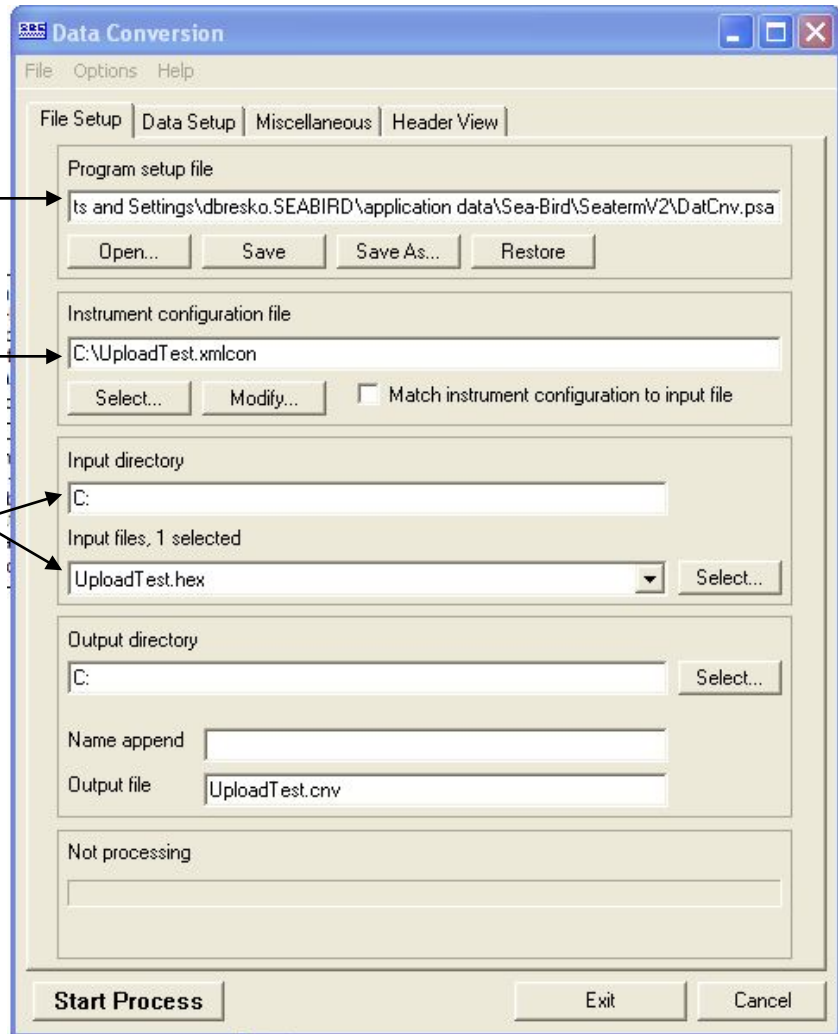 SBE Data Conversion
File Options Help
File Setup Data Setup Miscellaneous Header View
Program setup file
ts and Settings\dbresko.SEABIRD\application data\Sea-Bird\SeatermV2\DatCnv.psa
Open... Save Save As... Restore
Instrument configuration file
C:\UploadTest.xmlcon
Select... Modify... Match instrument configuration to input file
Input directory
C:
Input files, 1 selected
UploadTest.hex Select...
Output directory
C: Select...
Name append
Output file UploadTest.cnv
Not processing
Start Process Exit Cancel